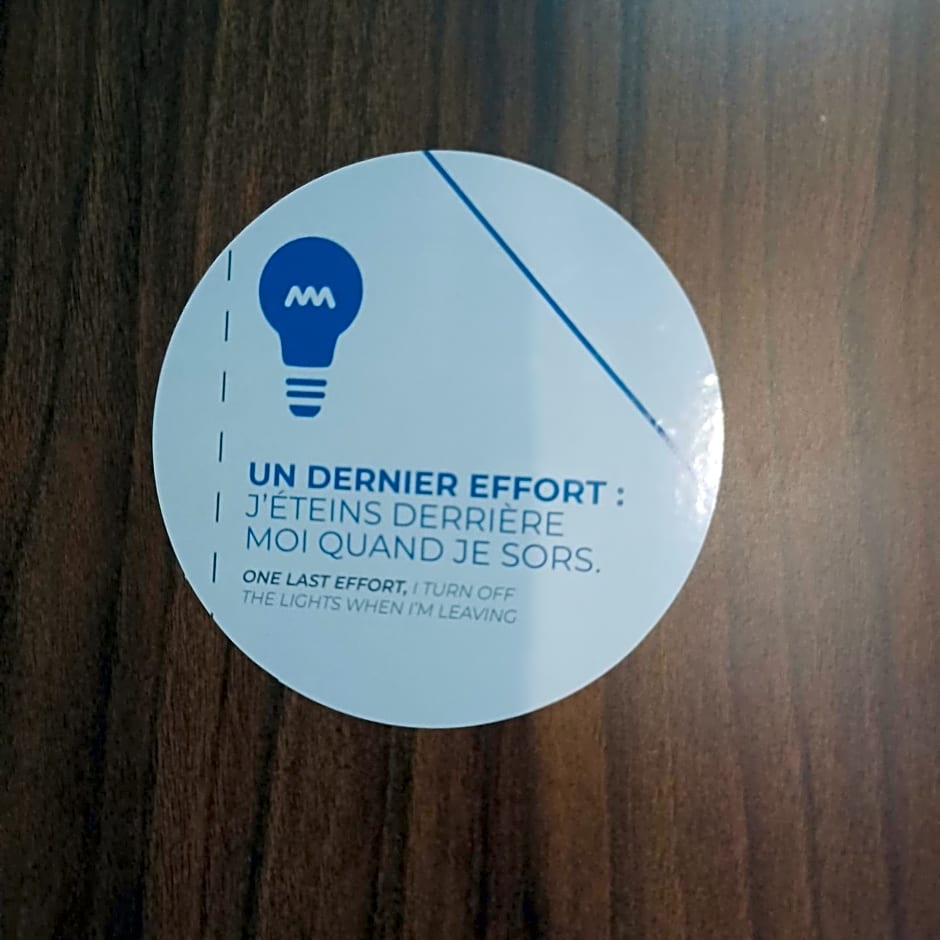 UN DERNIER EFFORT :
J'ÉTEINS DERRIÈRE
MOI QUAND JE SORS.
ONE LAST EFFORT, I TURN OFF
THE LIGHTS WHEN I'M LEAVING